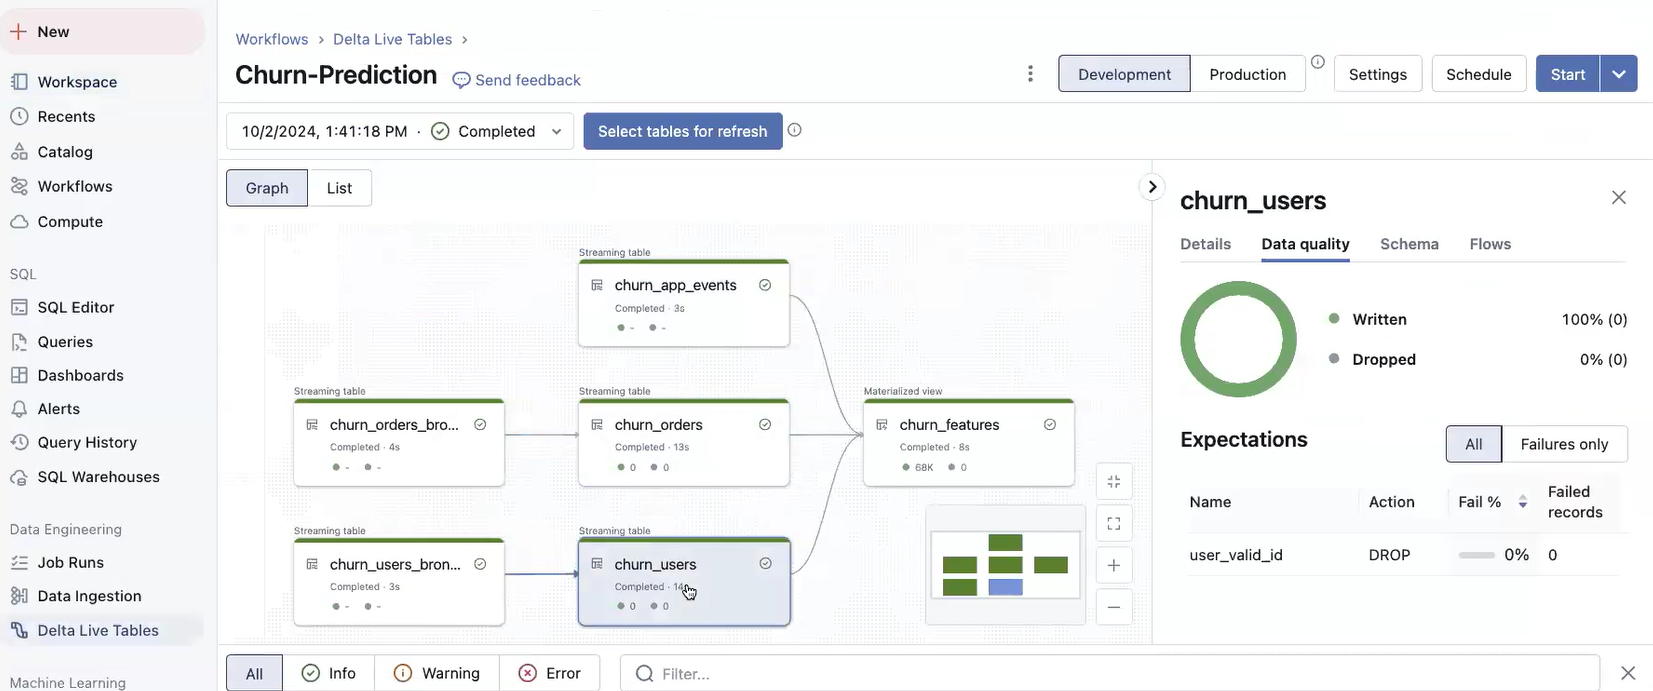 New
Workspace
Recents
Catalog
Workflows
Compute
SQL
SQL Editor
Queries
Dashboards
Alerts
Query History
SQL Warehouses
Data Engineering
Job Runs
Data Ingestion
Delta Live Tables
Machine Learning
Workflows › Delta Live Tables ›
Churn-Prediction Send feedback
Development Production Settings Schedule Start
10/2/2024, 1:41:18 PM · Completed Select tables for refresh
Graph List
Streaming table
churn_app_events
Completed · 3s
- -
Streaming table
churn_orders_bro...
Completed · 4s
- -
Streaming table
churn_orders
Completed · 13s
0 0
Materialized view
churn_features
Completed · 8s
68K 0
Streaming table
churn_users_bron...
Completed · 3s
- -
Streaming table
churn_users
Completed · 14
0 0
churn_users
Details Data quality Schema Flows
Written 100% (0)
Dropped 0% (0)
Expectations All Failures only
Name Action Fail % Failed records
user_valid_id DROP 0% 0
All Info Warning Error Filter...